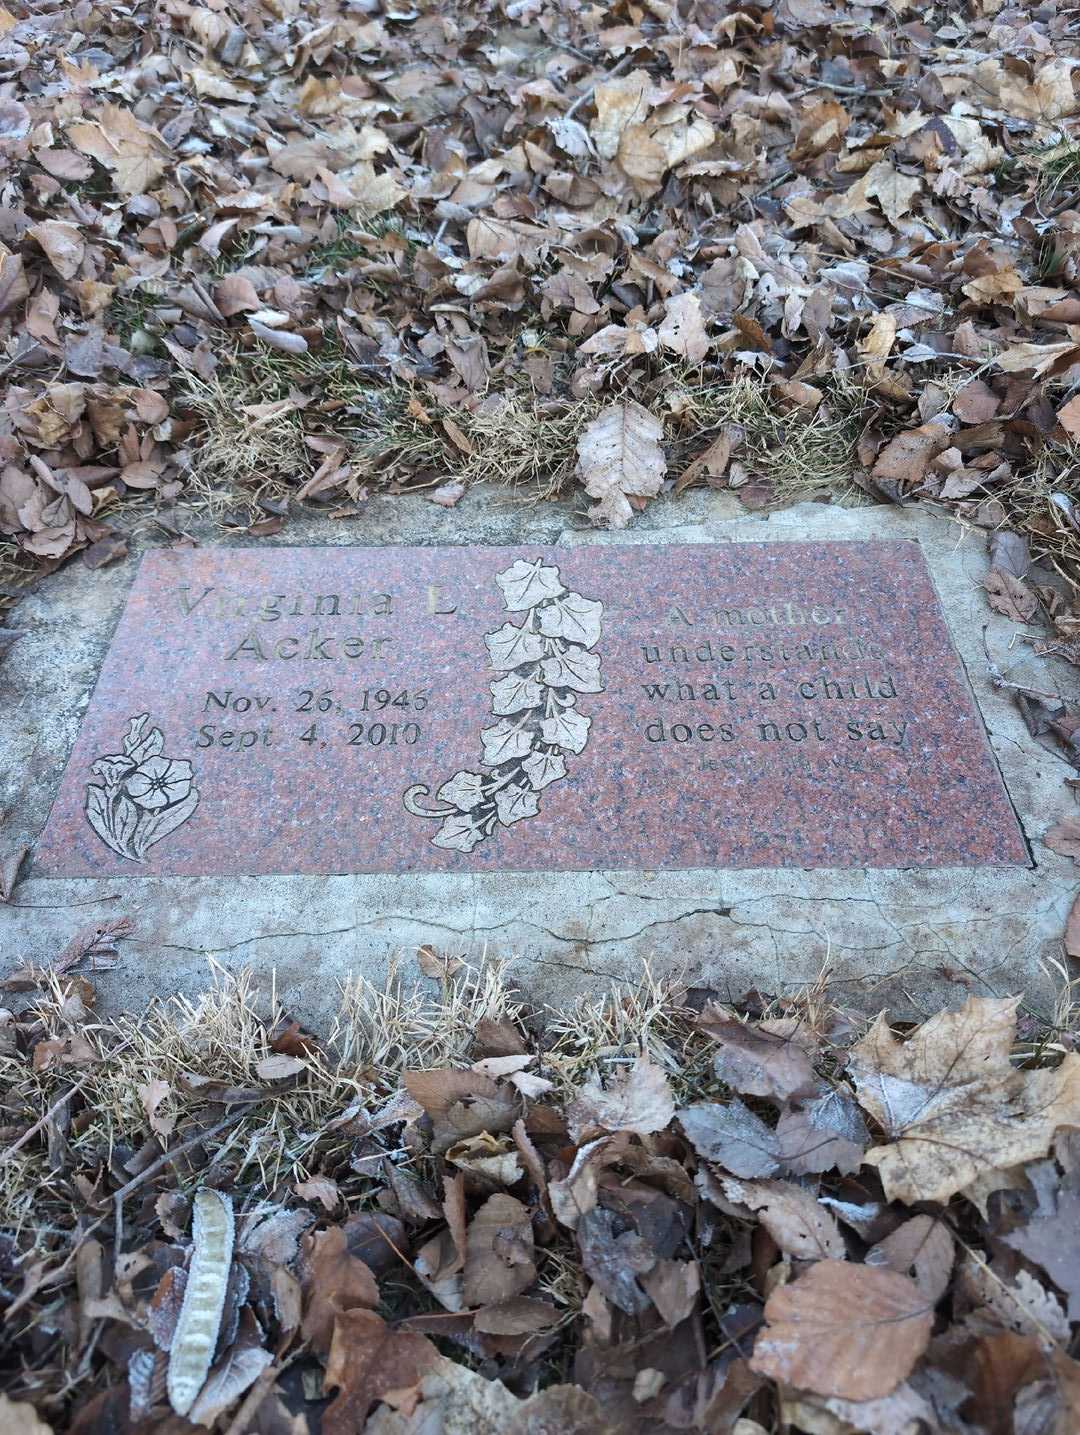 Virginia L.
Acker
Nov. 26, 1946
Sept. 4, 2010
A mother
understands
what a child
does not say